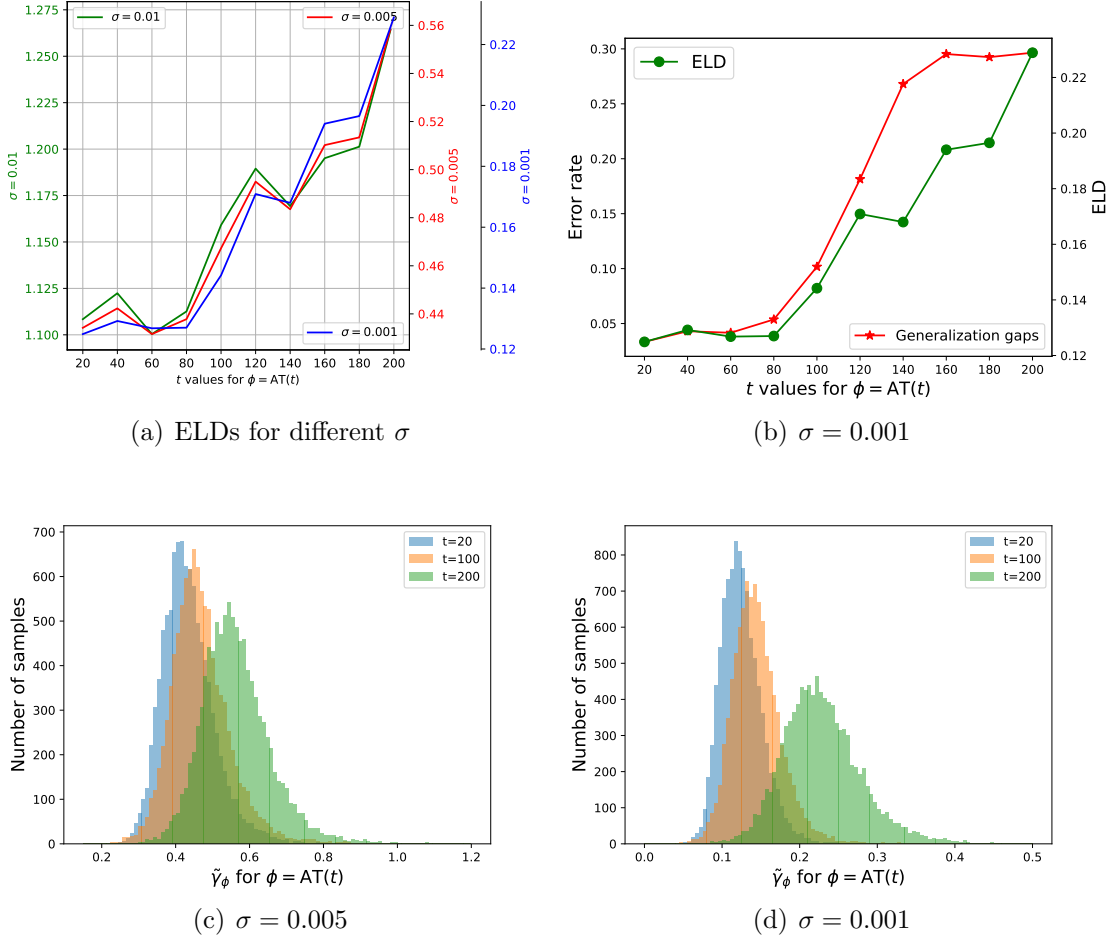 σ = 0.01
σ = 0.005
σ = 0.001
1.275
1.250
1.225
1.200
1.175
1.150
1.125
1.100
σ = 0.01
0.56
0.54
0.52
0.50
0.48
0.46
0.44
σ = 0.005
0.22
0.20
0.18
0.16
0.14
0.12
σ = 0.001
20 40 60 80 100 120 140 160 180 200
t values for ϕ = AT(t)
(a) ELDs for different σ
ELD
Generalization gaps
0.30
0.25
0.20
0.15
0.10
0.05
Error rate
0.22
0.20
0.18
0.16
0.14
0.12
ELD
20 40 60 80 100 120 140 160 180 200
t values for ϕ = AT(t)
(b) σ = 0.001
t=20
t=100
t=200
700
600
500
400
300
200
100
0
Number of samples
0.2 0.4 0.6 0.8 1.0 1.2
γ̃ϕ for ϕ = AT(t)
(c) σ = 0.005
t=20
t=100
t=200
800
700
600
500
400
300
200
100
0
Number of samples
0.0 0.1 0.2 0.3 0.4 0.5
γ̃ϕ for ϕ = AT(t)
(d) σ = 0.001